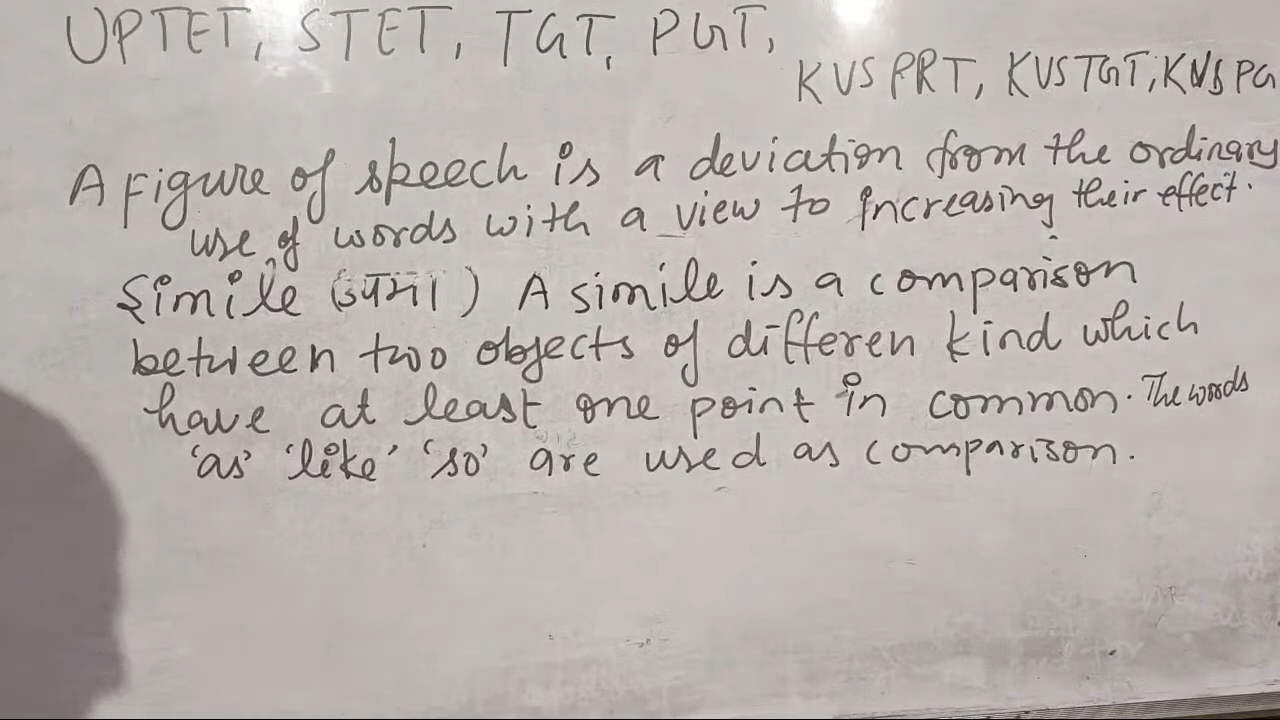 UPTET, STET, TGT, PGT,
KVS PRT, KVS TGT, KVS PG
A Figure of speech is a deviation from the ordinary
use of words with a view to increasing their effect.
Simile (उपमा) A simile is a comparison
between two objects of differen kind which
have at least one point in common. The words
'as' 'like' 'so' are used as comparison.